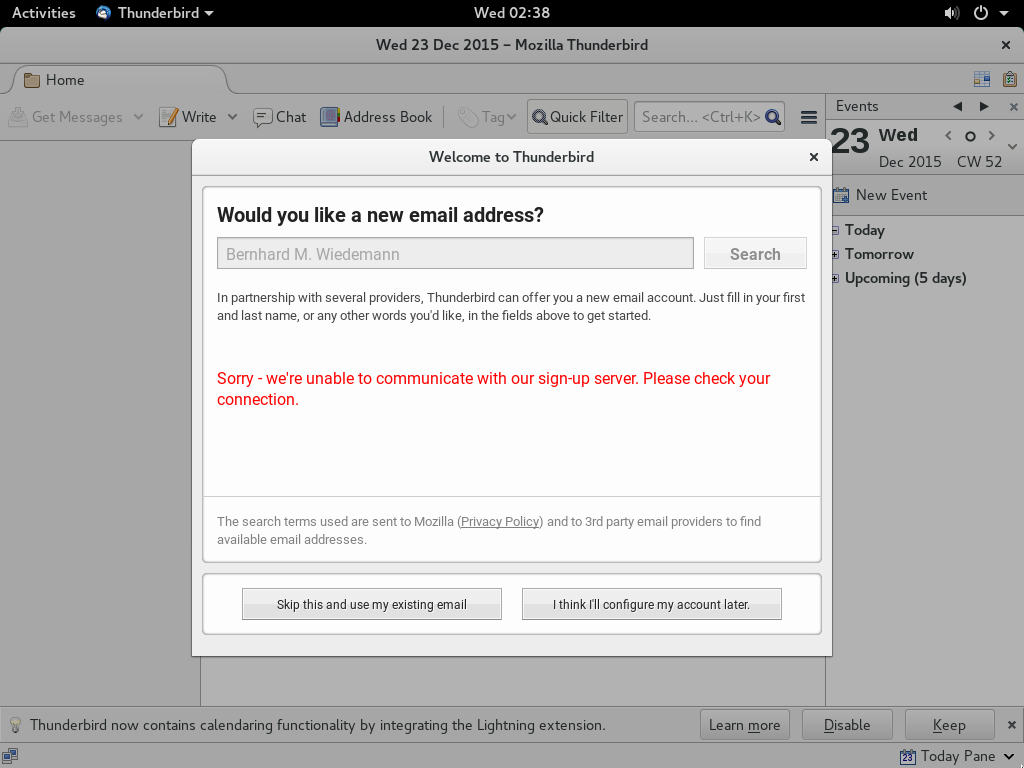 Activities Thunderbird Wed 02:38
Wed 23 Dec 2015 – Mozilla Thunderbird
Home
Get Messages Write Chat Address Book Tag Quick Filter Search... <Ctrl+K>
Events
23 Wed
Dec 2015 CW 52
New Event
Today
Tomorrow
Upcoming (5 days)
Welcome to Thunderbird
Would you like a new email address?
Bernhard M. Wiedemann Search
In partnership with several providers, Thunderbird can offer you a new email account. Just fill in your first
and last name, or any other words you'd like, in the fields above to get started.
Sorry - we're unable to communicate with our sign-up server. Please check your
connection.
The search terms used are sent to Mozilla (Privacy Policy) and to 3rd party email providers to find
available email addresses.
Skip this and use my existing email I think I'll configure my account later.
Thunderbird now contains calendaring functionality by integrating the Lightning extension. Learn more Disable Keep
23 Today Pane